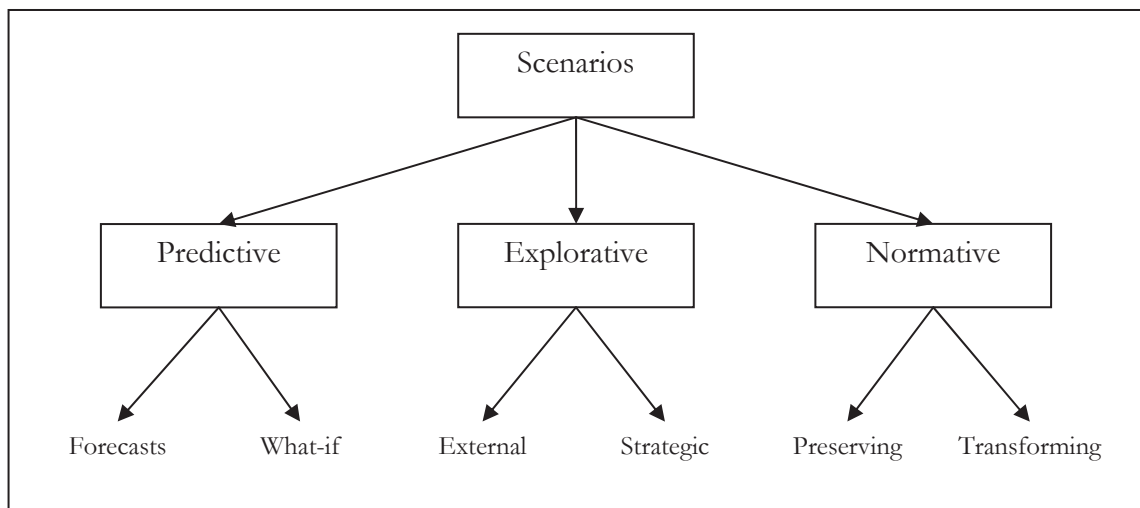 Scenarios
Predictive
Explorative
Normative
Forecasts
What-if
External
Strategic
Preserving
Transforming